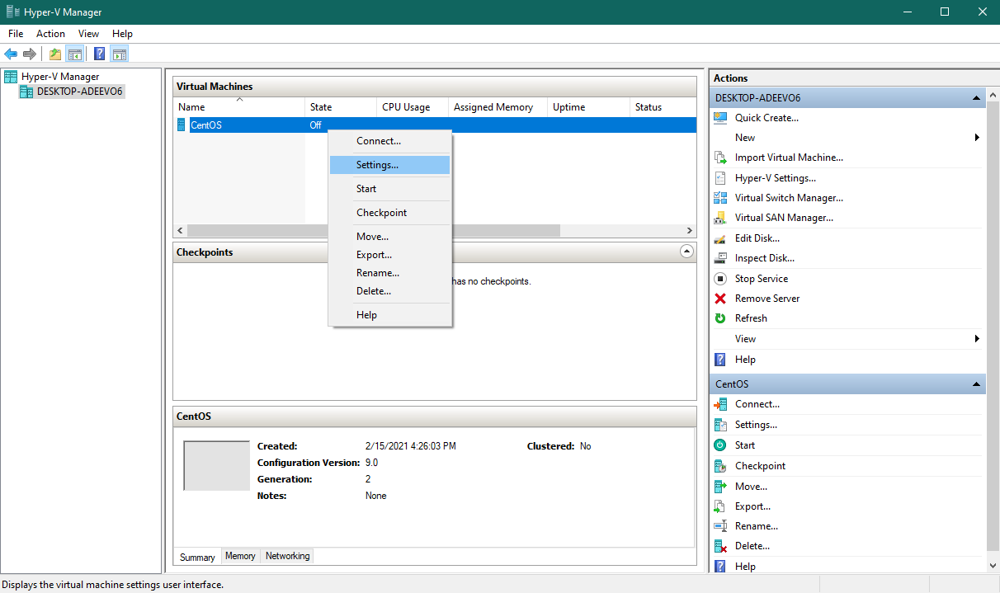 Hyper-V Manager
File Action View Help
Hyper-V Manager
DESKTOP-ADEEVO6
Virtual Machines
Name State CPU Usage Assigned Memory Uptime Status
CentOS Off
Connect...
Settings...
Start
Checkpoint
Move...
Export...
Rename...
Delete...
Help
Checkpoints
has no checkpoints.
CentOS
Created: 2/15/2021 4:26:03 PM Clustered: No
Configuration Version: 9.0
Generation: 2
Notes: None
Summary Memory Networking
Actions
DESKTOP-ADEEVO6
Quick Create...
New
Import Virtual Machine...
Hyper-V Settings...
Virtual Switch Manager...
Virtual SAN Manager...
Edit Disk...
Inspect Disk...
Stop Service
Remove Server
Refresh
View
Help
CentOS
Connect...
Settings...
Start
Checkpoint
Move...
Export...
Rename...
Delete...
Help
Displays the virtual machine settings user interface.